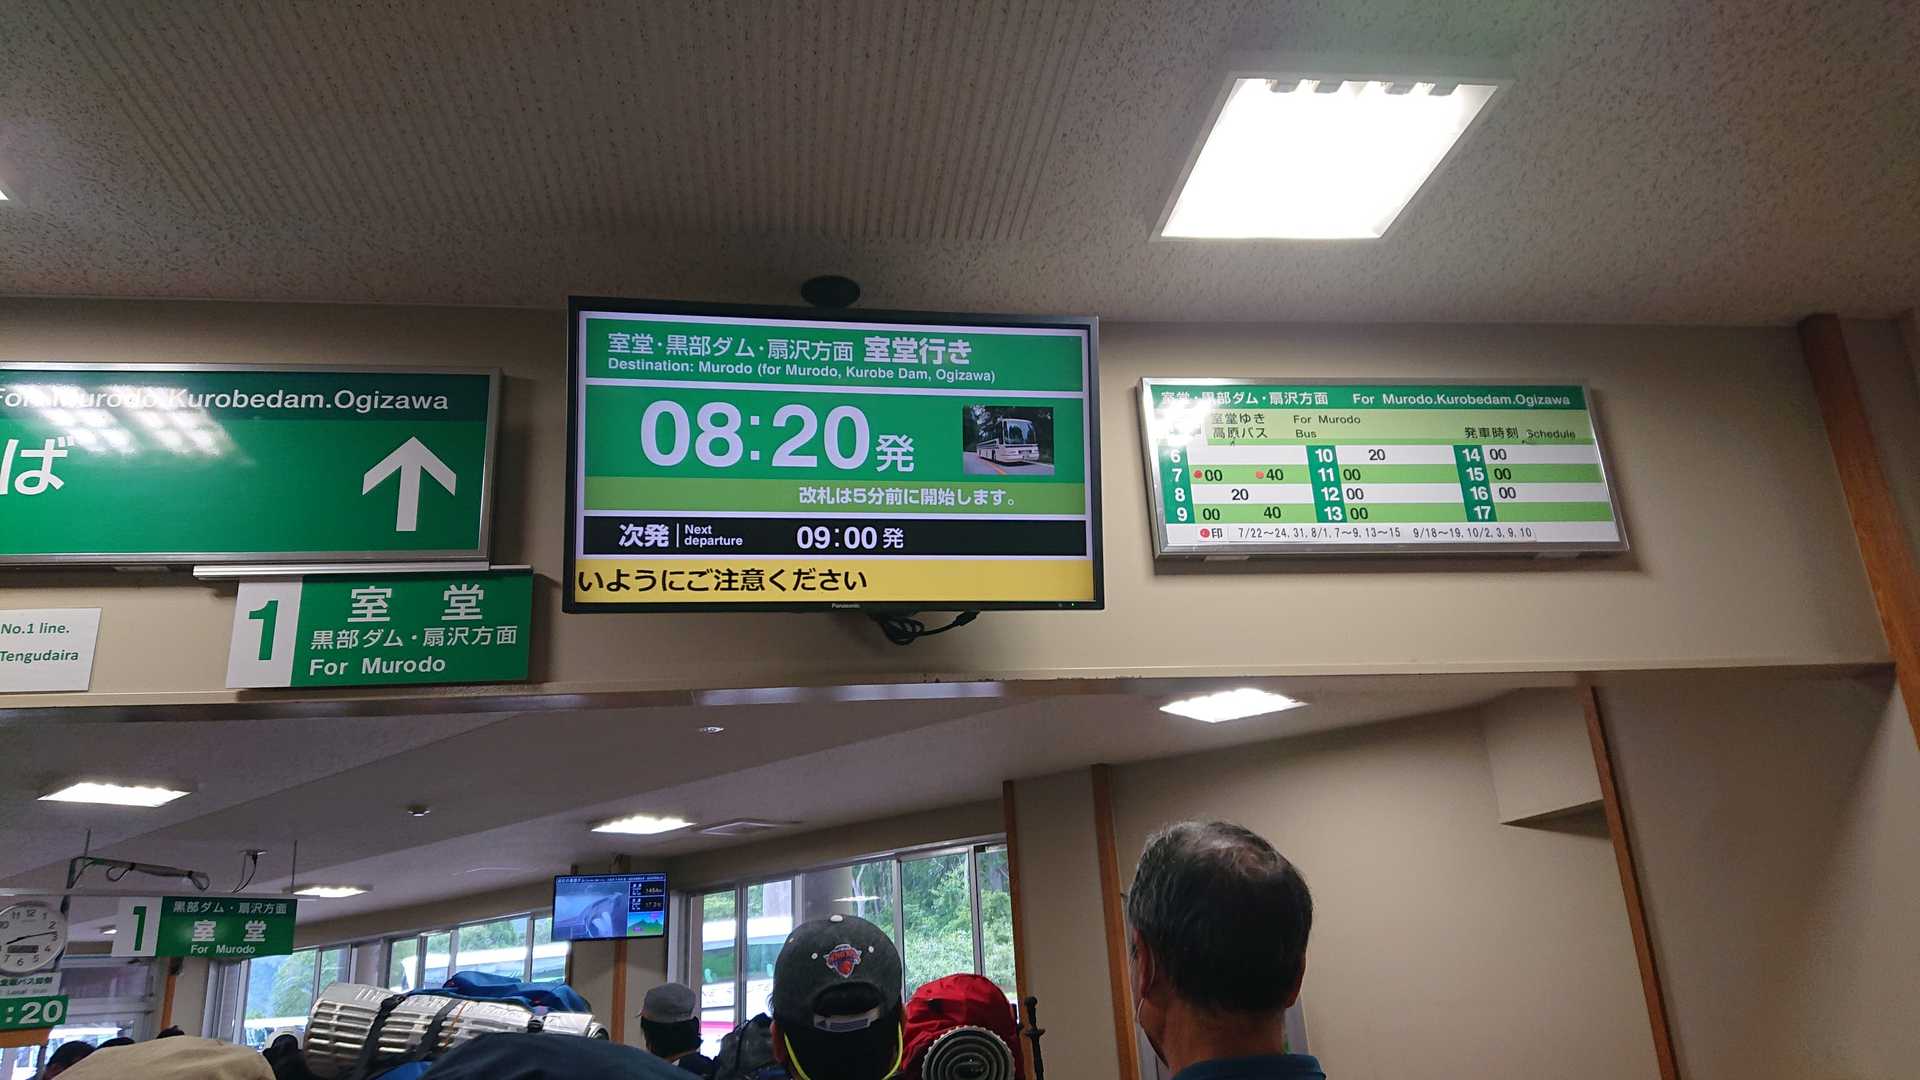 For Murodo.Kurobedam.Ogizawa
ば
No.1 line.
Tengudaira
1
室堂
黒部ダム・扇沢方面
For Murodo
室堂・黒部ダム・扇沢方面 室堂行き
Destination: Murodo (for Murodo, Kurobe Dam, Ogizawa)
08:20発
改札は5分前に開始します。
次発 Next departure 09:00発
いようにご注意ください
Panasonic
室堂・黒部ダム・扇沢方面 For Murodo.Kurobedam.Ogizawa
室堂ゆき For Murodo
高原バス Bus 発車時刻 Schedule
6 10 20 14 00
7 00 40 11 00 15 00
8 20 12 00 16 00
9 00 40 13 00 17
印 7/22〜24, 31, 8/1, 7〜9, 13〜15 9/18〜19, 10/2, 3, 9, 10
1
黒部ダム・扇沢方面
室堂
For Murodo
:20